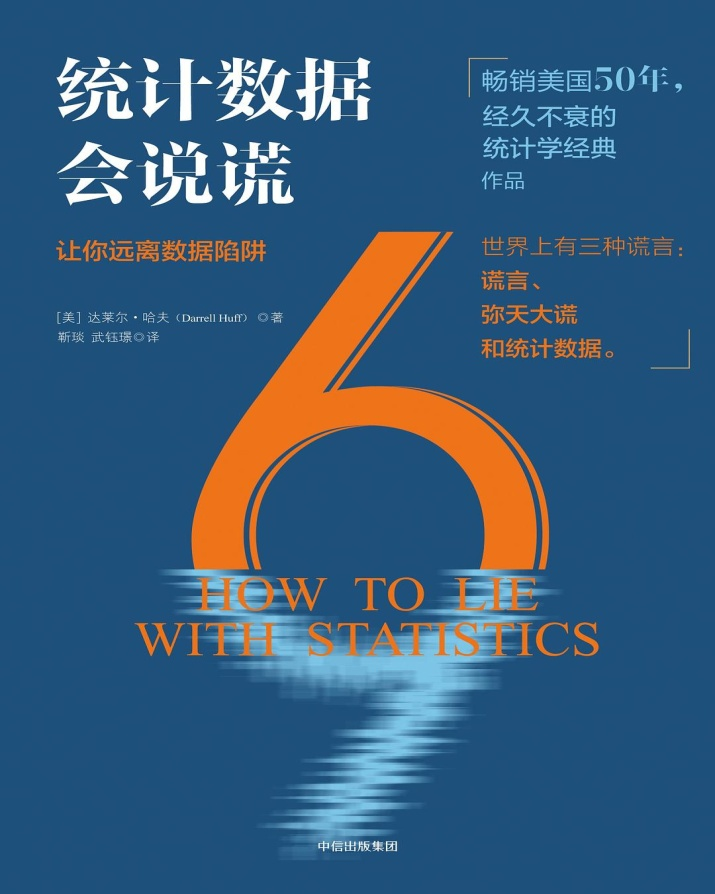 统计数据
会说谎
让你远离数据陷阱
[美] 达莱尔·哈夫（Darrell Huff） ◎著
靳琰 武钰璟◎译
畅销美国50年，
经久不衰的
统计学经典
作品
世界上有三种谎言：
谎言、
弥天大谎
和统计数据。
6
HOW TO LIE
WITH STATISTICS
中信出版集团